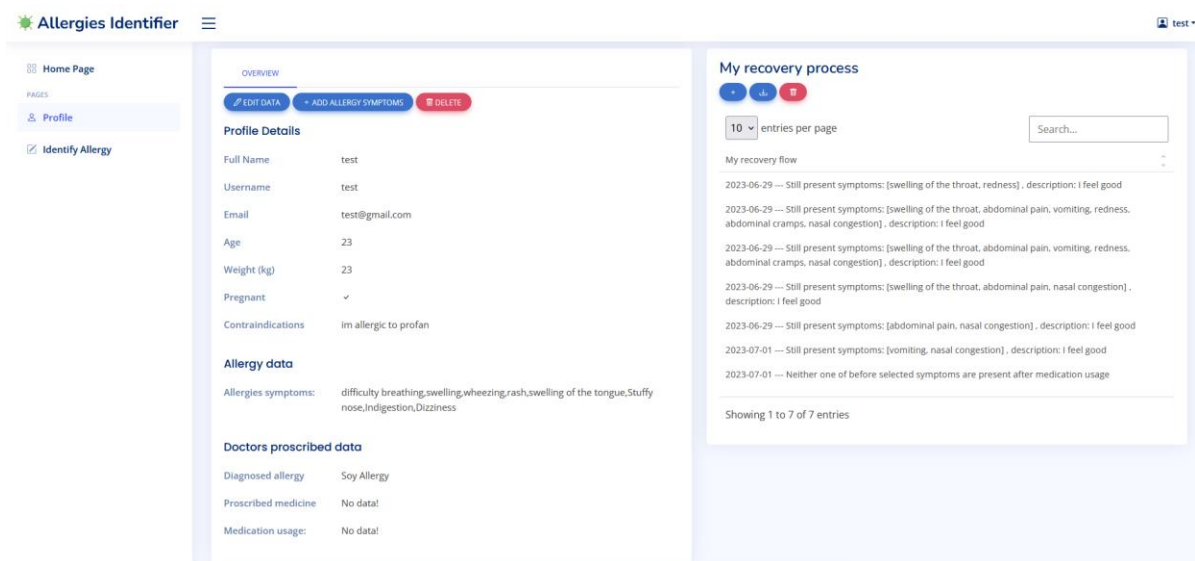 Allergies Identifier
test
Home Page
PAGES
Profile
Identify Allergy
OVERVIEW
EDIT DATA
+ ADD ALLERGY SYMPTOMS
DELETE
Profile Details
Full Name test
Username test
Email test@gmail.com
Age 23
Weight (kg) 23
Pregnant ✓
Contraindications im allergic to profan
Allergy data
Allergies symptoms: difficulty breathing,swelling,wheezing,rash,swelling of the tongue,Stuffy
nose,Indigestion,Dizziness
Doctors proscribed data
Diagnosed allergy Soy Allergy
Proscribed medicine No data!
Medication usage: No data!
My recovery process
+
10 entries per page
Search...
My recovery flow
2023-06-29 --- Still present symptoms: [swelling of the throat, redness] , description: I feel good
2023-06-29 --- Still present symptoms: [swelling of the throat, abdominal pain, vomiting, redness,
abdominal cramps, nasal congestion] , description: I feel good
2023-06-29 --- Still present symptoms: [swelling of the throat, abdominal pain, vomiting, redness,
abdominal cramps, nasal congestion] , description: I feel good
2023-06-29 --- Still present symptoms: [swelling of the throat, abdominal pain, nasal congestion] ,
description: I feel good
2023-06-29 --- Still present symptoms: [abdominal pain, nasal congestion] , description: I feel good
2023-07-01 --- Still present symptoms: [vomiting, nasal congestion] , description: I feel good
2023-07-01 --- Neither one of before selected symptoms are present after medication usage
Showing 1 to 7 of 7 entries